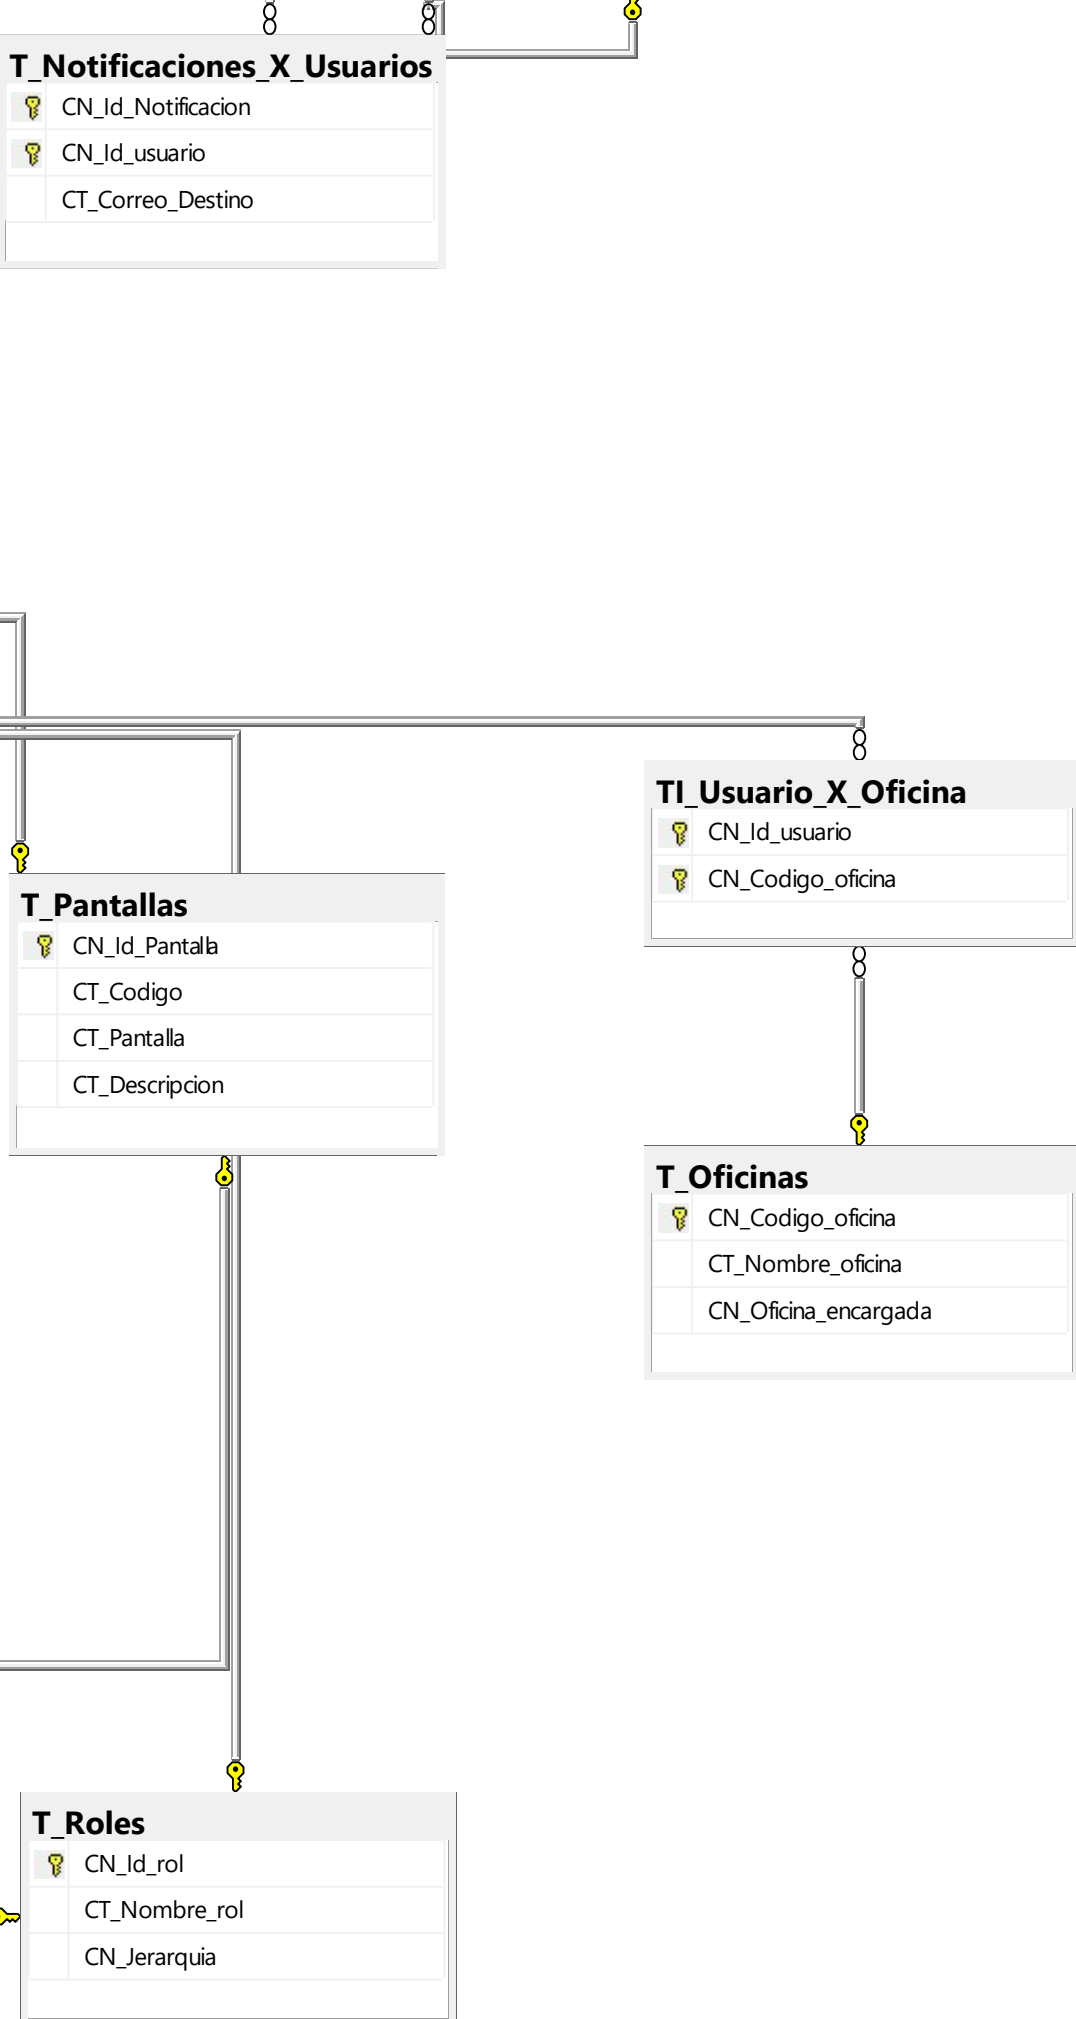 T_Notificaciones_X_Usuarios
CN_Id_Notificacion
CN_Id_usuario
CT_Correo_Destino
TI_Usuario_X_Oficina
CN_Id_usuario
CN_Codigo_oficina
T_Pantallas
CN_Id_Pantalla
CT_Codigo
CT_Pantalla
CT_Descripcion
T_Oficinas
CN_Codigo_oficina
CT_Nombre_oficina
CN_Oficina_encargada
T_Roles
CN_Id_rol
CT_Nombre_rol
CN_Jerarquia